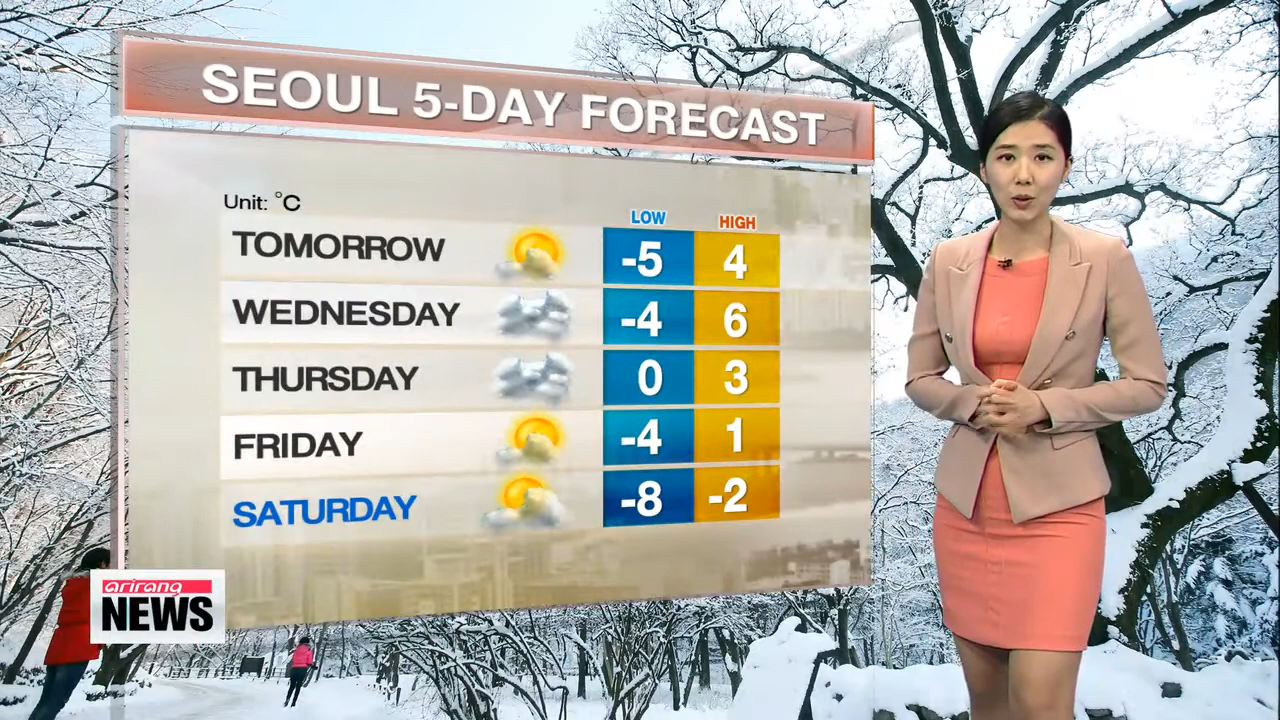 SEOUL 5-DAY FORECAST
Unit: °C
LOW HIGH
TOMORROW -5 4
WEDNESDAY -4 6
THURSDAY 0 3
FRIDAY -4 1
SATURDAY -8 -2
arirang
NEWS